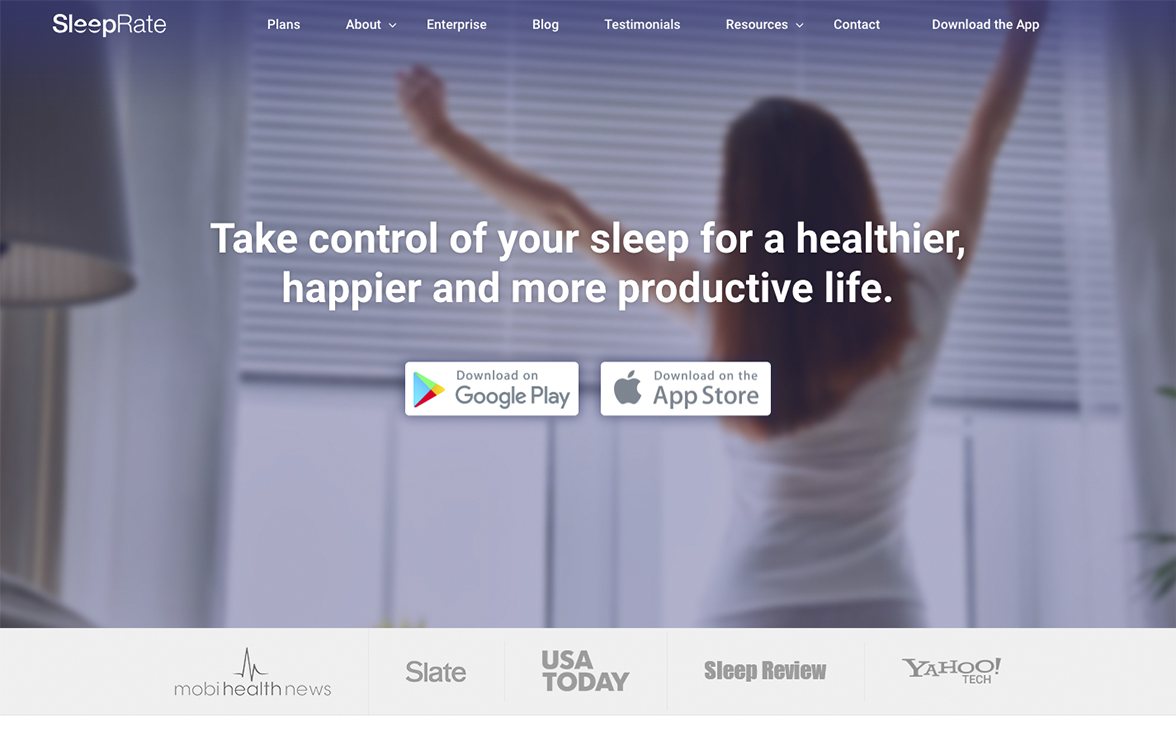 SleepRate
Plans
About
Enterprise
Blog
Testimonials
Resources
Contact
Download the App
Take control of your sleep for a healthier,
happier and more productive life.
Download on
Google Play
Download on the
App Store
mobihealthnews
Slate
USA
TODAY
Sleep Review
YAHOO!
TECH